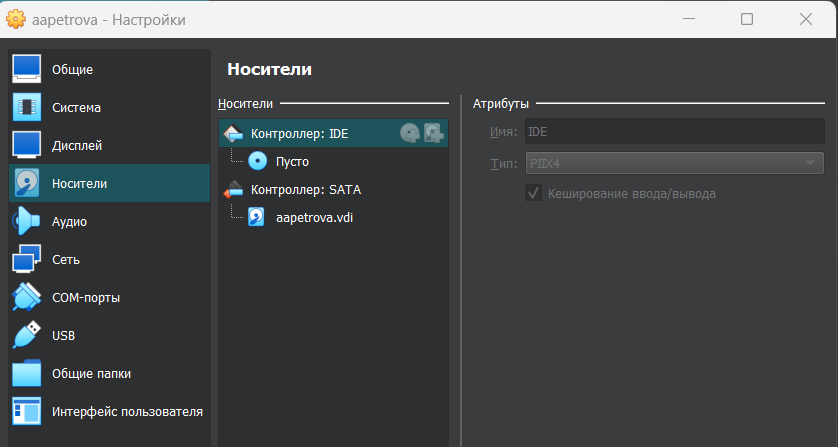 aapetrova - Настройки
Общие
Система
Дисплей
Носители
Аудио
Сеть
COM-порты
USB
Общие папки
Интерфейс пользователя
Носители
Носители
Контроллер: IDE
Пусто
Контроллер: SATA
aapetrova.vdi
Атрибуты
Имя: IDE
Тип: PIIX4
Кеширование ввода/вывода